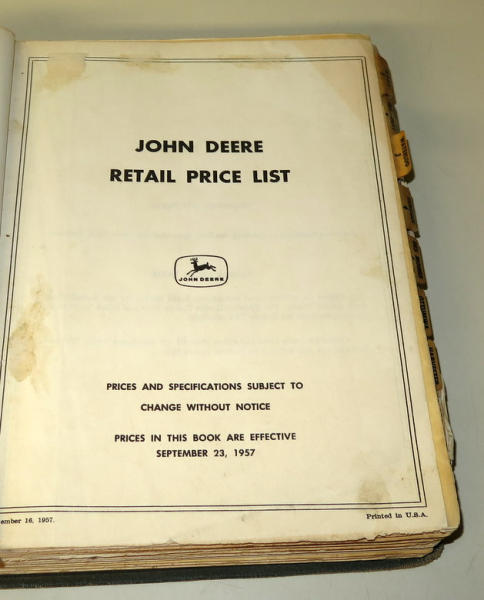 JOHN DEERE
RETAIL PRICE LIST
JOHN DEERE
PRICES AND SPECIFICATIONS SUBJECT TO
CHANGE WITHOUT NOTICE
PRICES IN THIS BOOK ARE EFFECTIVE
SEPTEMBER 23, 1957
ember 16, 1957.
Printed in U.S.A.